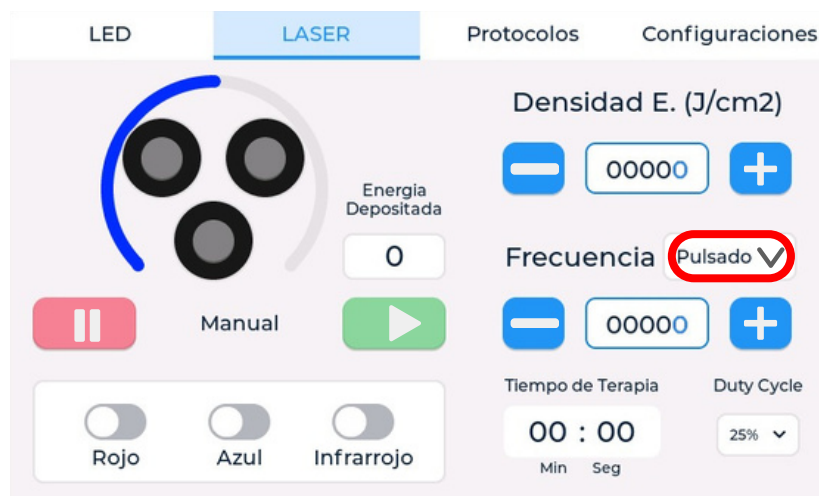 LED LASER Protocolos Configuraciones
Densidad E. (J/cm2)
00000
Energia
Depositada
0
Frecuencia Pulsado
Manual
00000
Tiempo de Terapia Duty Cycle
00 : 00 25%
Min Seg
Rojo Azul Infrarrojo